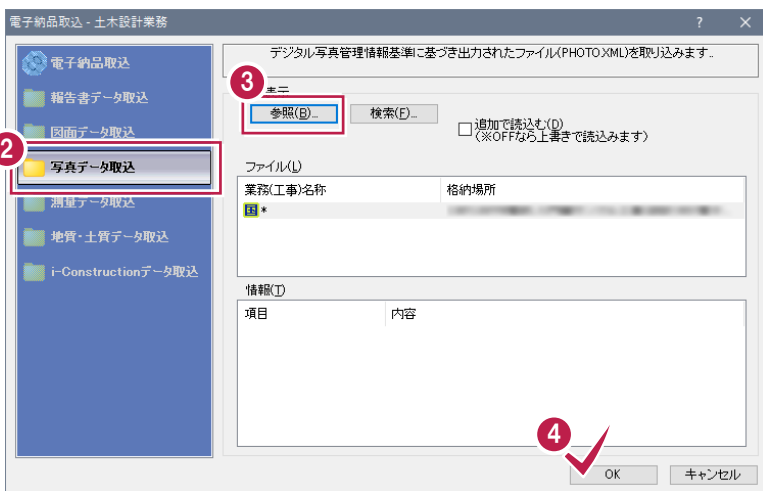 電子納品取込 - 土木設計業務
? ×
電子納品取込
報告書データ取込
図面データ取込
2
写真データ取込
測量データ取込
地質・土質データ取込
i-Constructionデータ取込
デジタル写真管理情報基準に基づき出力されたファイル(PHOTO.XML)を取り込みます。
3
表示
参照(B)...
検索(F)...
追加で読込む(D)
(※OFFなら上書きで読込みます)
ファイル(L)
業務(工事)名称 格納場所
国 *
情報(T)
項目 内容
4
OK キャンセル